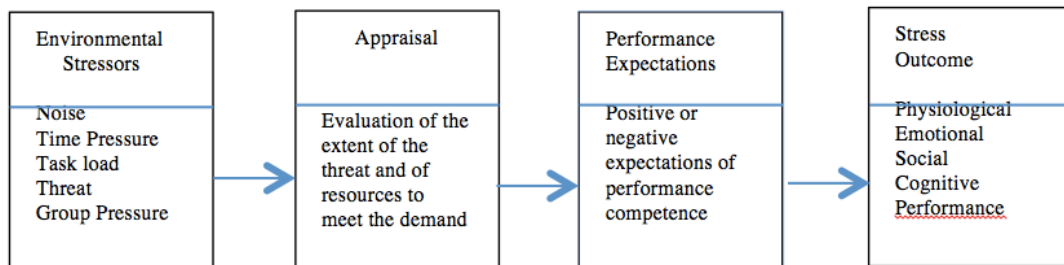 Environmental
Stressors
Noise
Time Pressure
Task load
Threat
Group Pressure
Appraisal
Evaluation of the
extent of the
threat and of
resources to
meet the demand
Performance
Expectations
Positive or
negative
expectations of
performance
competence
Stress
Outcome
Physiological
Emotional
Social
Cognitive
Performance